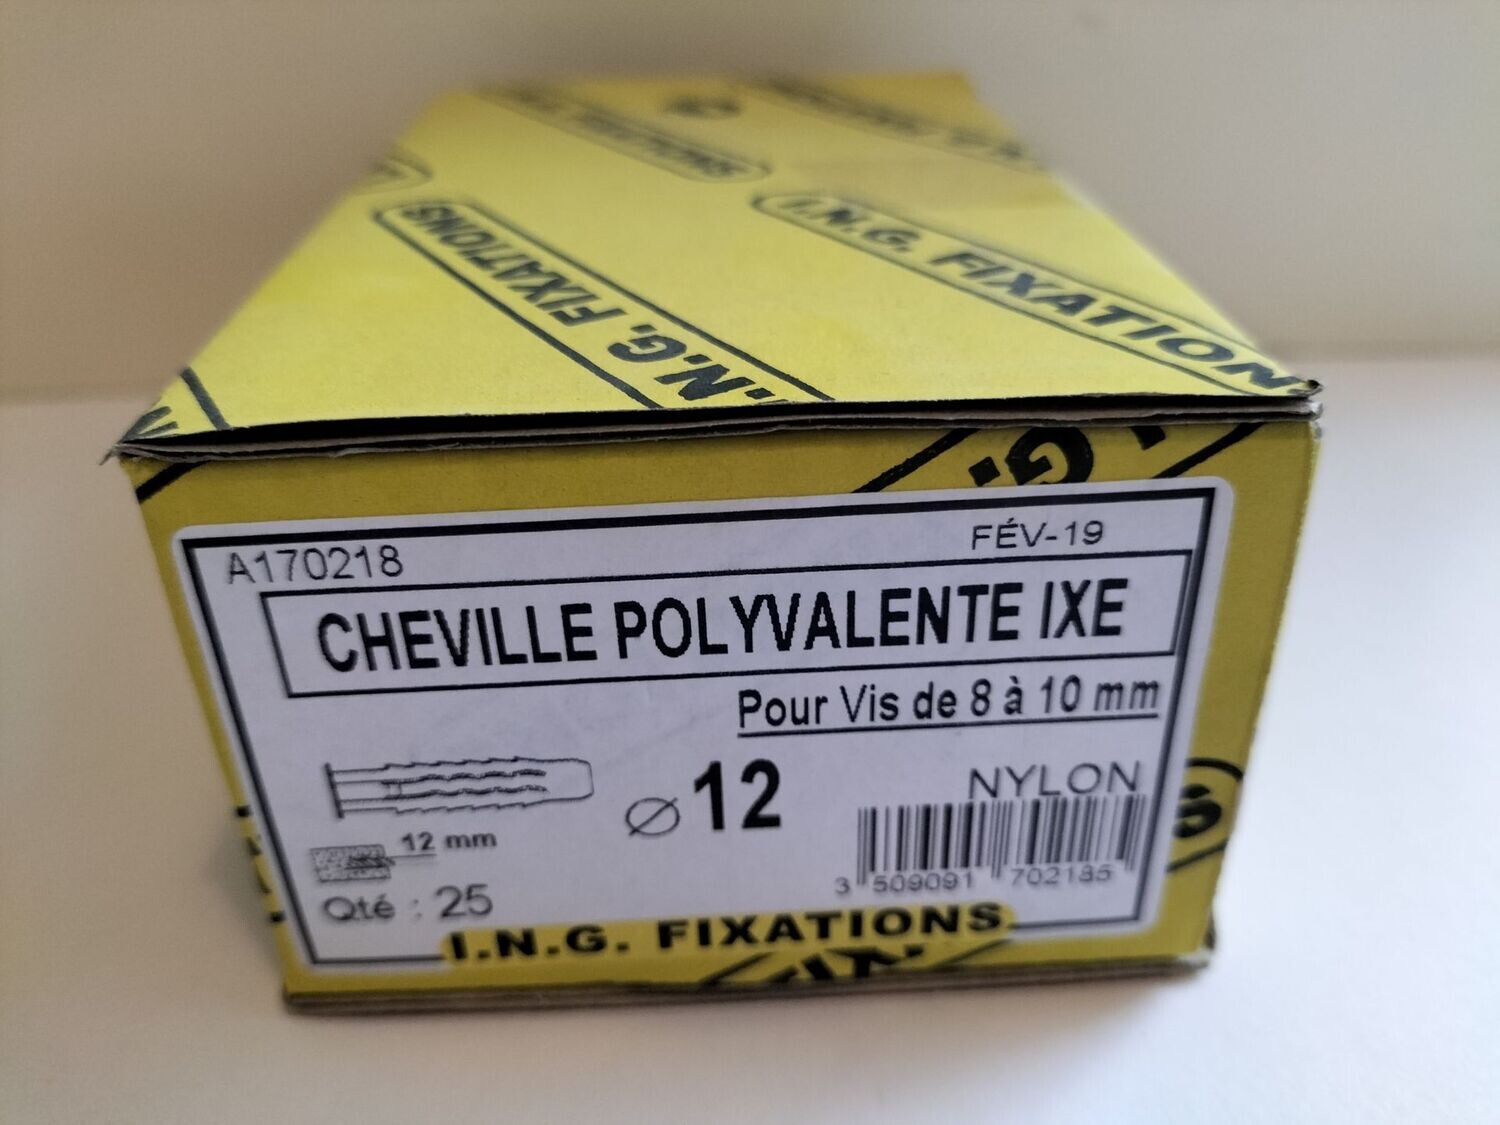 I.N.G. FIXATIONS
I.N.G. FIXATIONS
G.
A170218
FÉV-19
CHEVILLE POLYVALENTE IXE
Pour Vis de 8 à 10 mm
12 mm
Ø 12
NYLON
Qté : 25
3 509091 702185
I.N.G. FIXATIONS